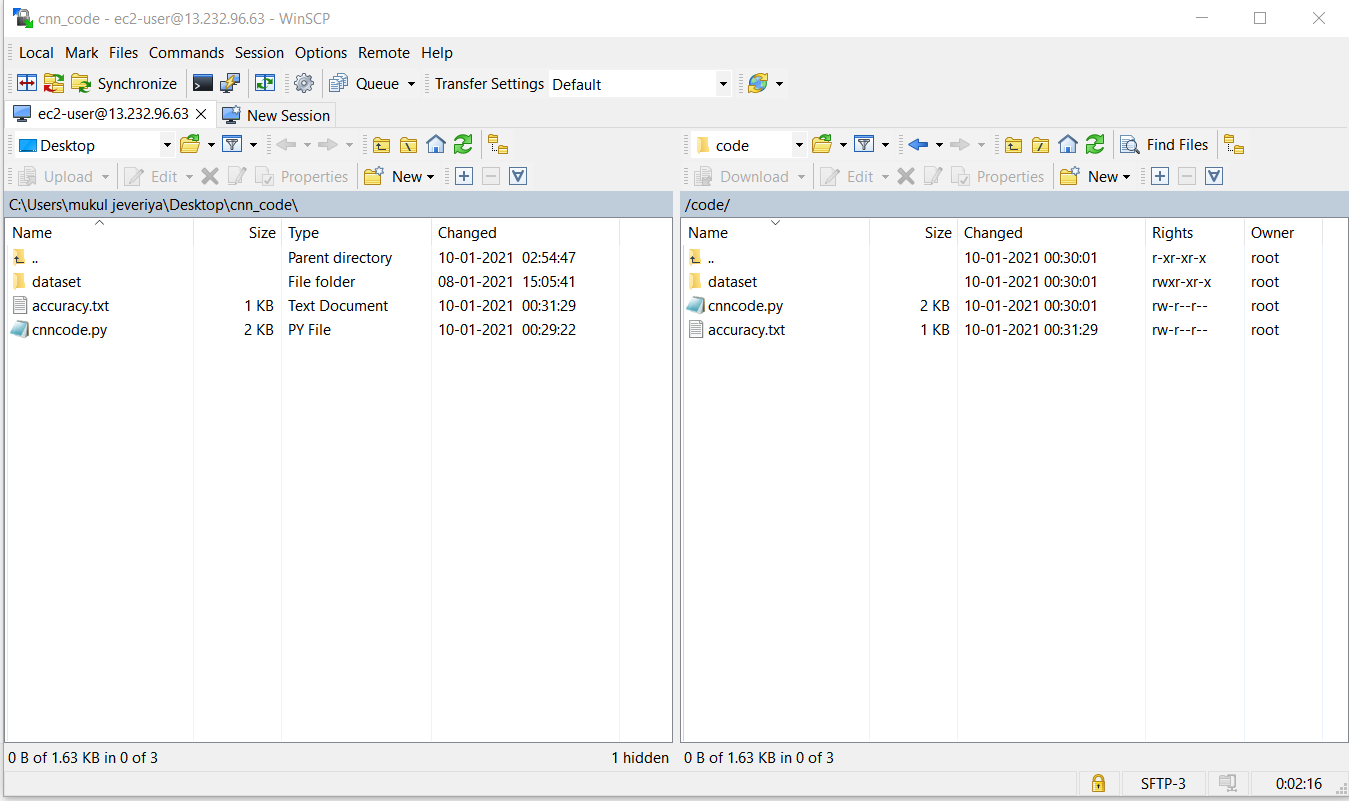 cnn_code - ec2-user@13.232.96.63 - WinSCP
Local Mark Files Commands Session Options Remote Help
Synchronize Queue Transfer Settings Default
ec2-user@13.232.96.63 New Session
Desktop code Find Files
Upload Edit Properties New Download Edit Properties New
C:\Users\mukul jeveriya\Desktop\cnn_code\ /code/
Name Size Type Changed Name Size Changed Rights Owner
.. Parent directory 10-01-2021 02:54:47 .. 10-01-2021 00:30:01 r-xr-xr-x root
dataset File folder 08-01-2021 15:05:41 dataset 10-01-2021 00:30:01 rwxr-xr-x root
accuracy.txt 1 KB Text Document 10-01-2021 00:31:29 cnncode.py 2 KB 10-01-2021 00:30:01 rw-r--r-- root
cnncode.py 2 KB PY File 10-01-2021 00:29:22 accuracy.txt 1 KB 10-01-2021 00:31:29 rw-r--r-- root
0 B of 1.63 KB in 0 of 3 1 hidden 0 B of 1.63 KB in 0 of 3
SFTP-3 0:02:16